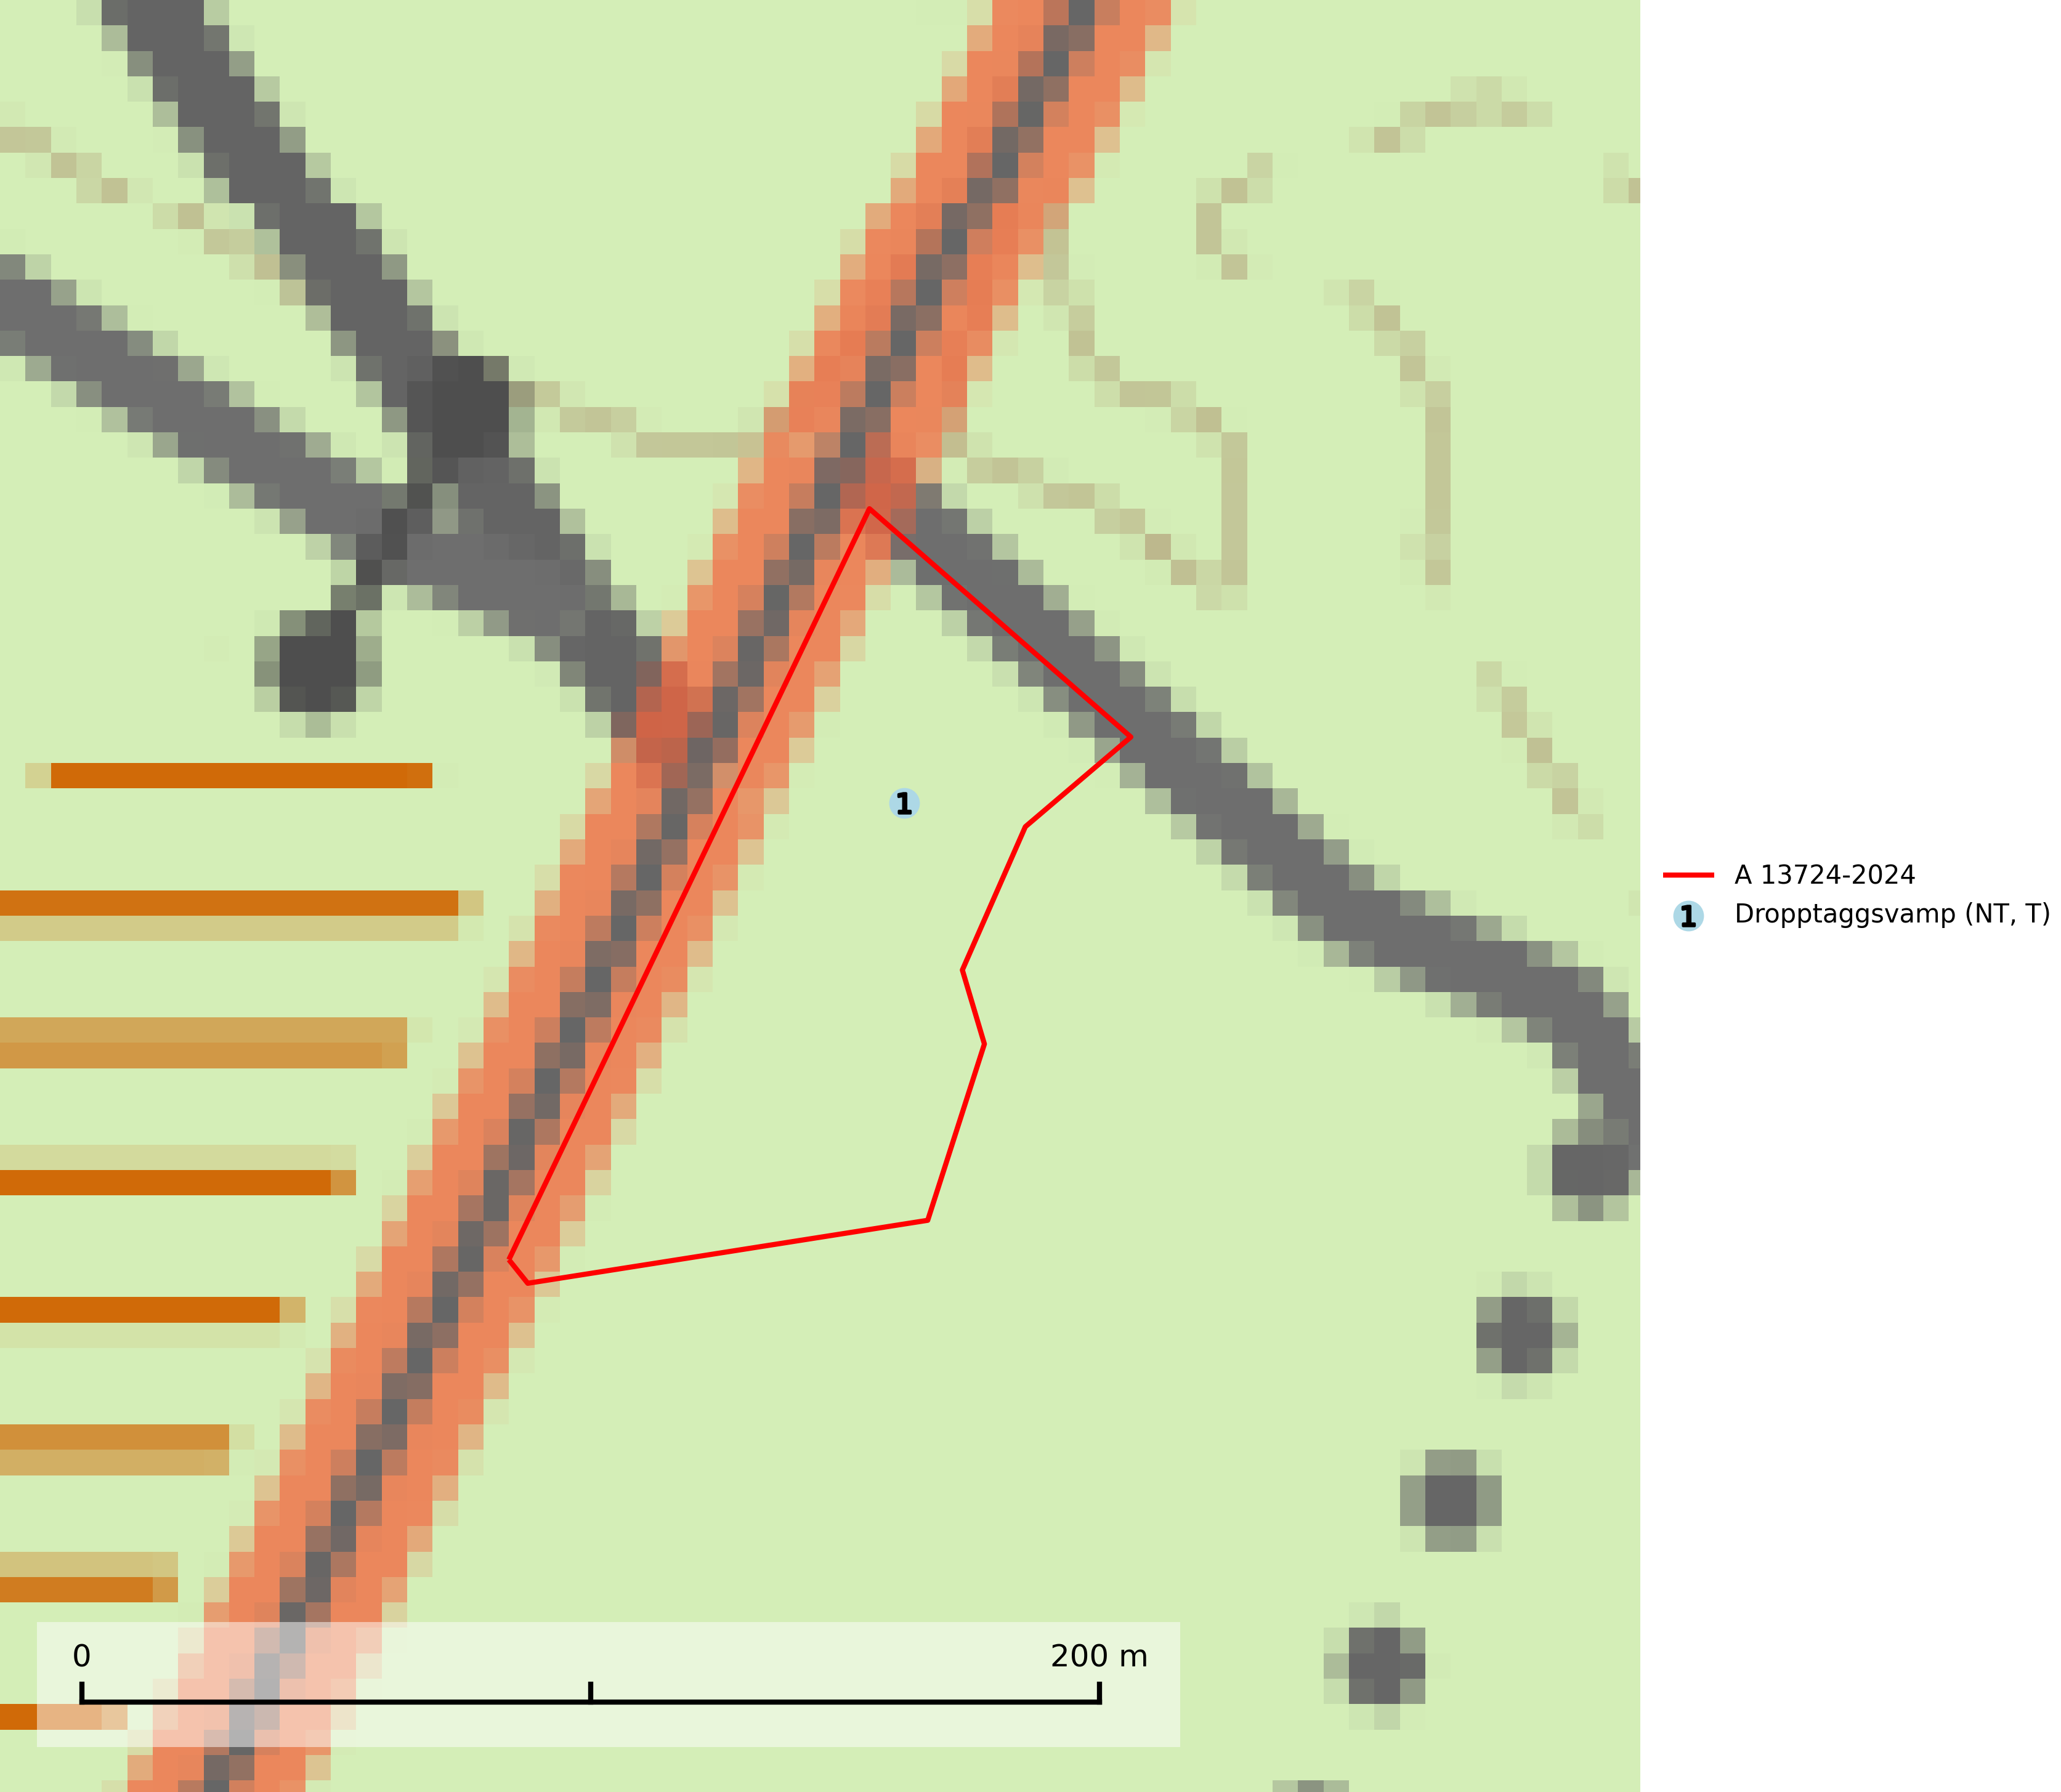 1
A 13724-2024
1 Dropptaggsvamp (NT, T)
0 200 m